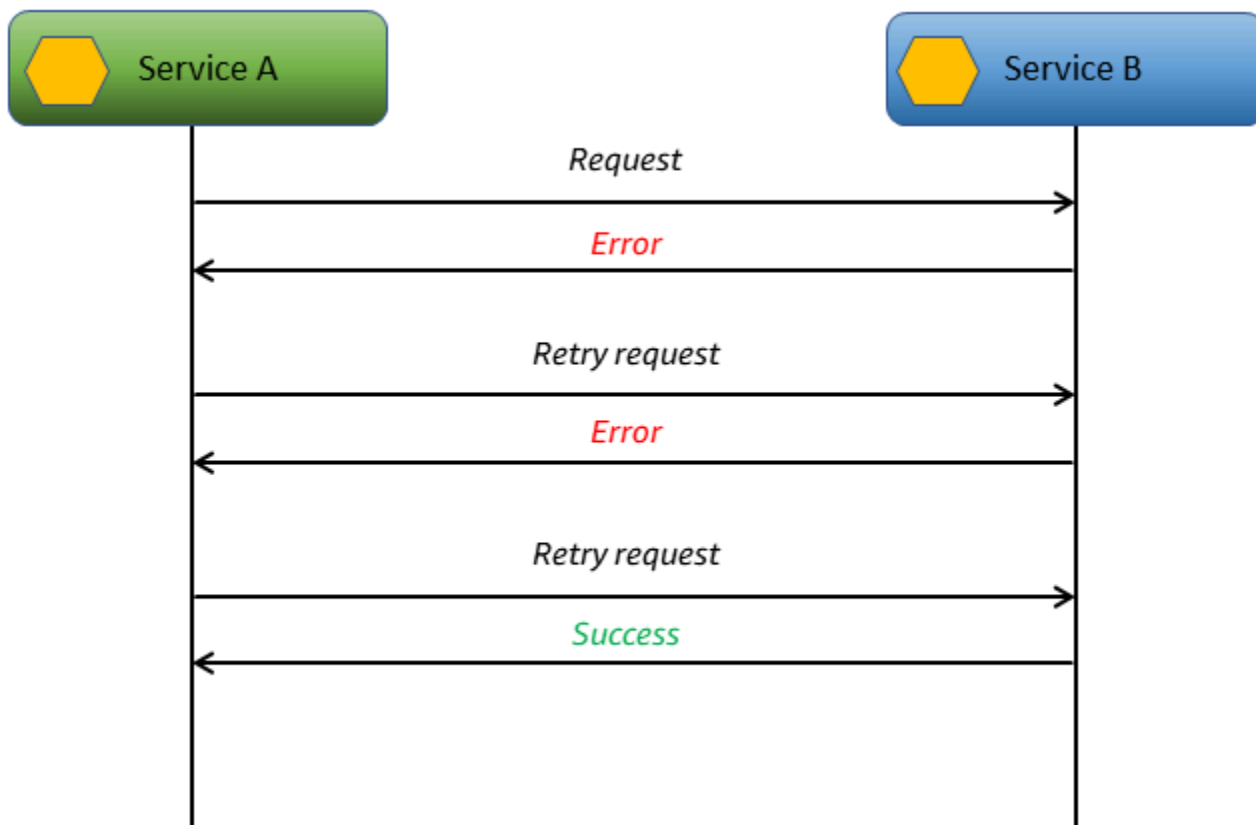 Service A
Service B
Request
Error
Retry request
Error
Retry request
Success